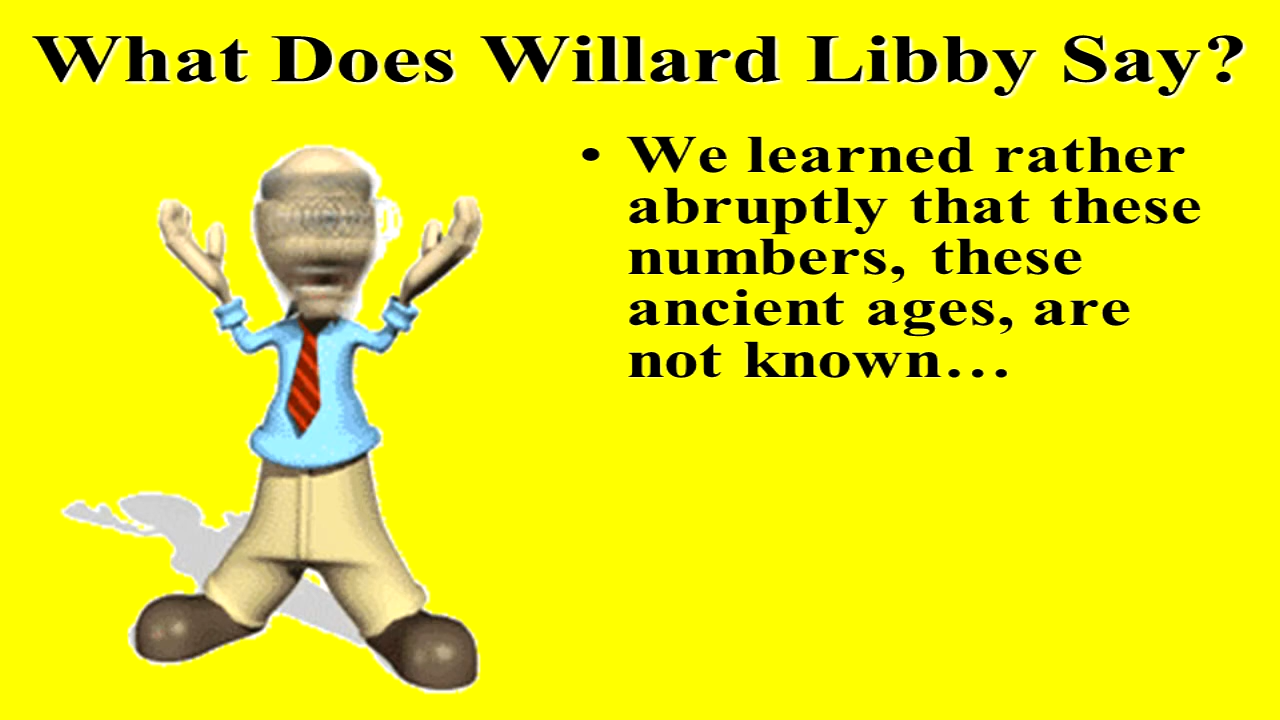 What Does Willard Libby Say?
• We learned rather
abruptly that these
numbers, these
ancient ages, are
not known…